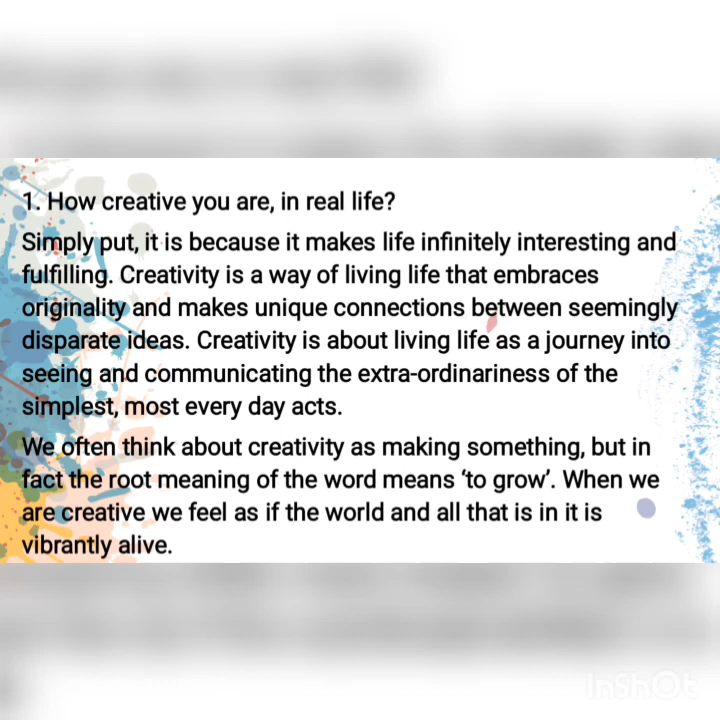 1. How creative you are, in real life?
Simply put, it is because it makes life infinitely interesting and
fulfilling. Creativity is a way of living life that embraces
originality and makes unique connections between seemingly
disparate ideas. Creativity is about living life as a journey into
seeing and communicating the extra-ordinariness of the
simplest, most every day acts.
We often think about creativity as making something, but in
fact the root meaning of the word means ‘to grow’. When we
are creative we feel as if the world and all that is in it is
vibrantly alive.
InShOt